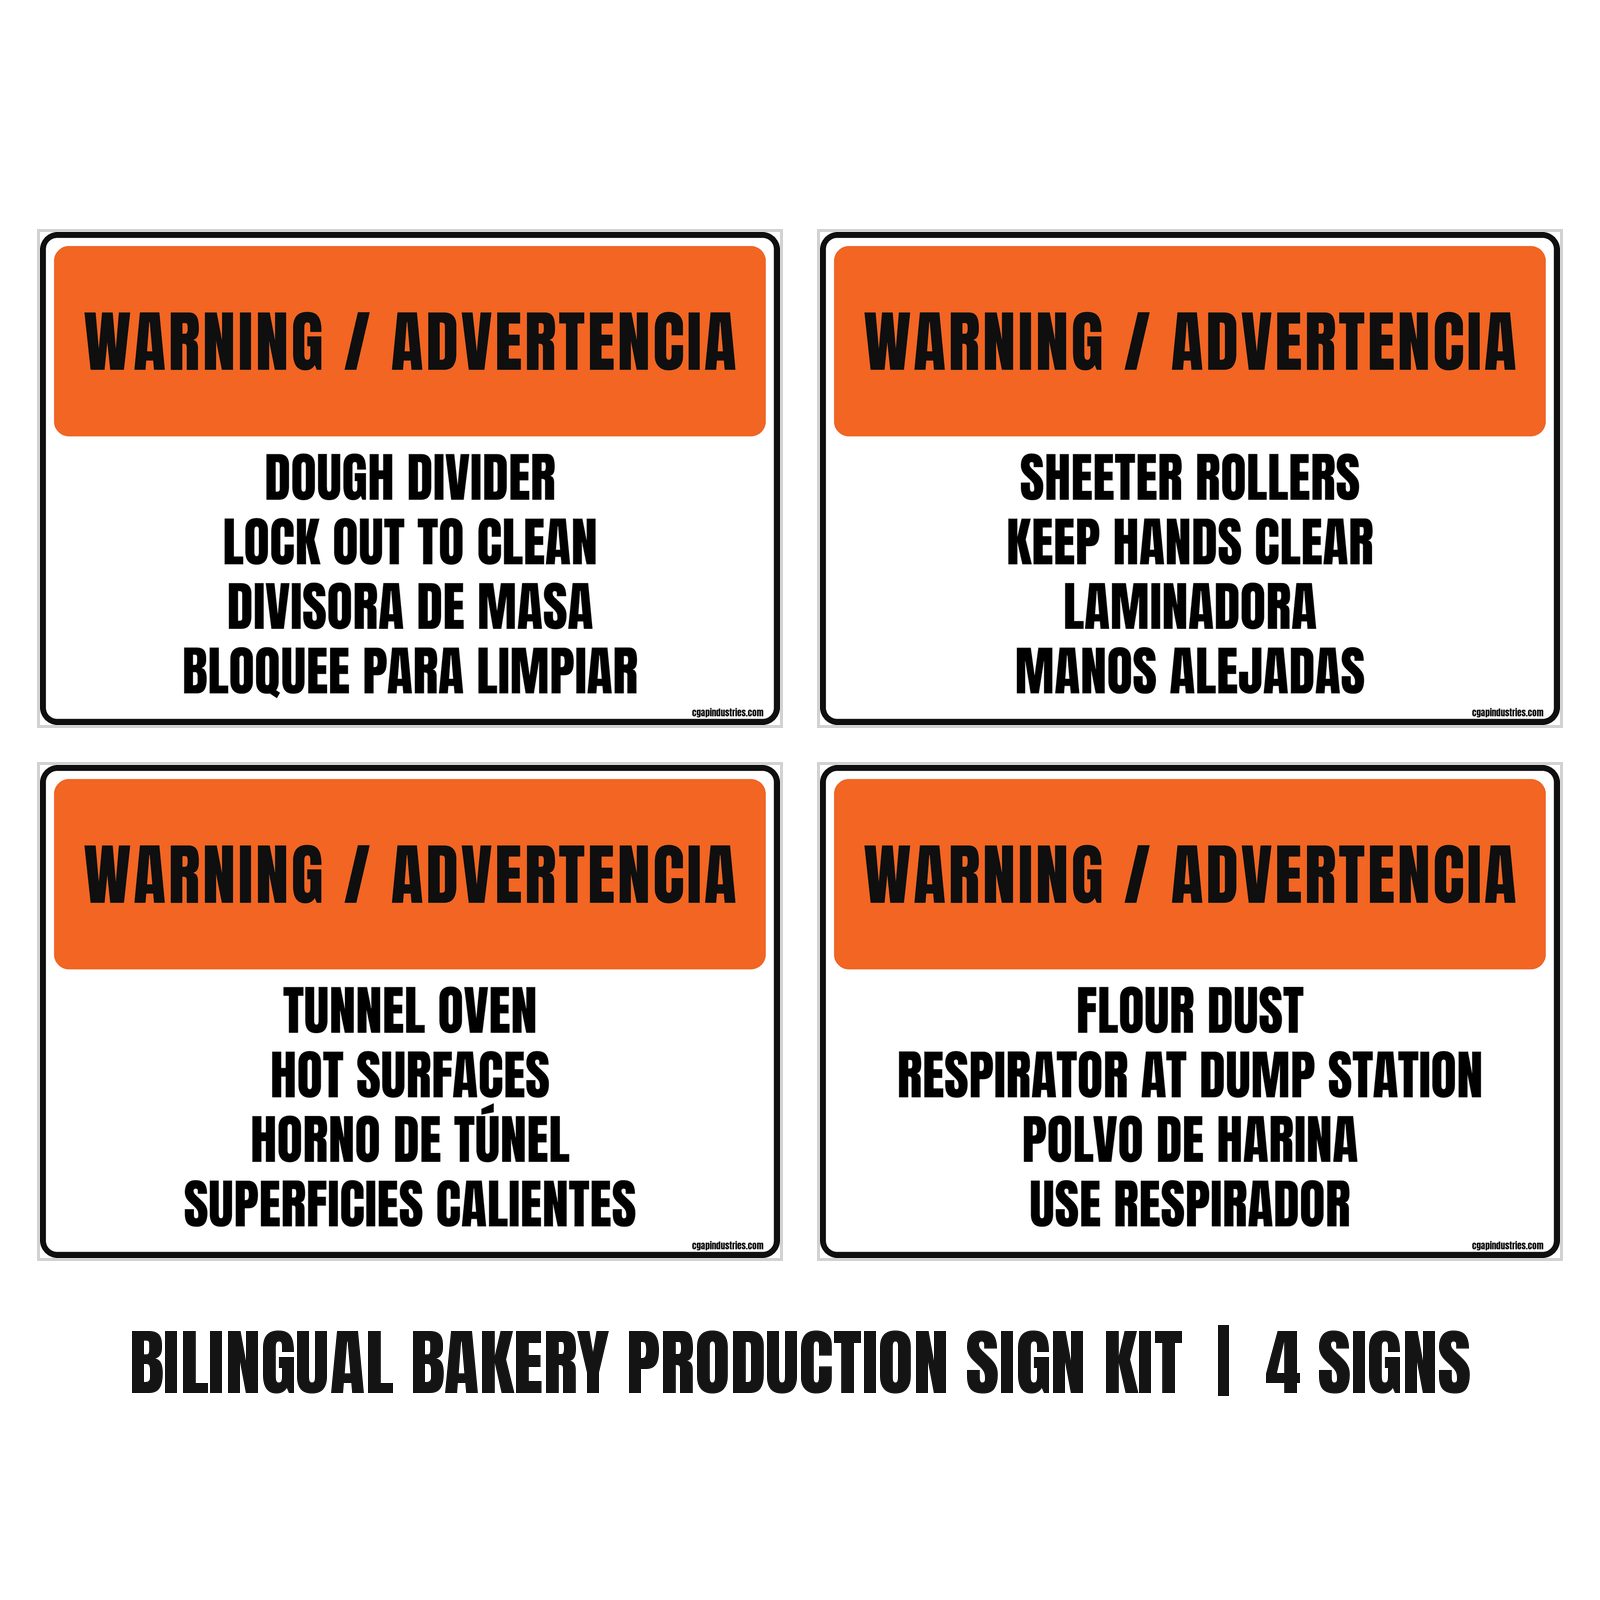 WARNING / ADVERTENCIA
DOUGH DIVIDER
LOCK OUT TO CLEAN
DIVISORA DE MASA
BLOQUEE PARA LIMPIAR
cgapindustries.com
WARNING / ADVERTENCIA
SHEETER ROLLERS
KEEP HANDS CLEAR
LAMINADORA
MANOS ALEJADAS
cgapindustries.com
WARNING / ADVERTENCIA
TUNNEL OVEN
HOT SURFACES
HORNO DE TÚNEL
SUPERFICIES CALIENTES
cgapindustries.com
WARNING / ADVERTENCIA
FLOUR DUST
RESPIRATOR AT DUMP STATION
POLVO DE HARINA
USE RESPIRADOR
cgapindustries.com
BILINGUAL BAKERY PRODUCTION SIGN KIT | 4 SIGNS